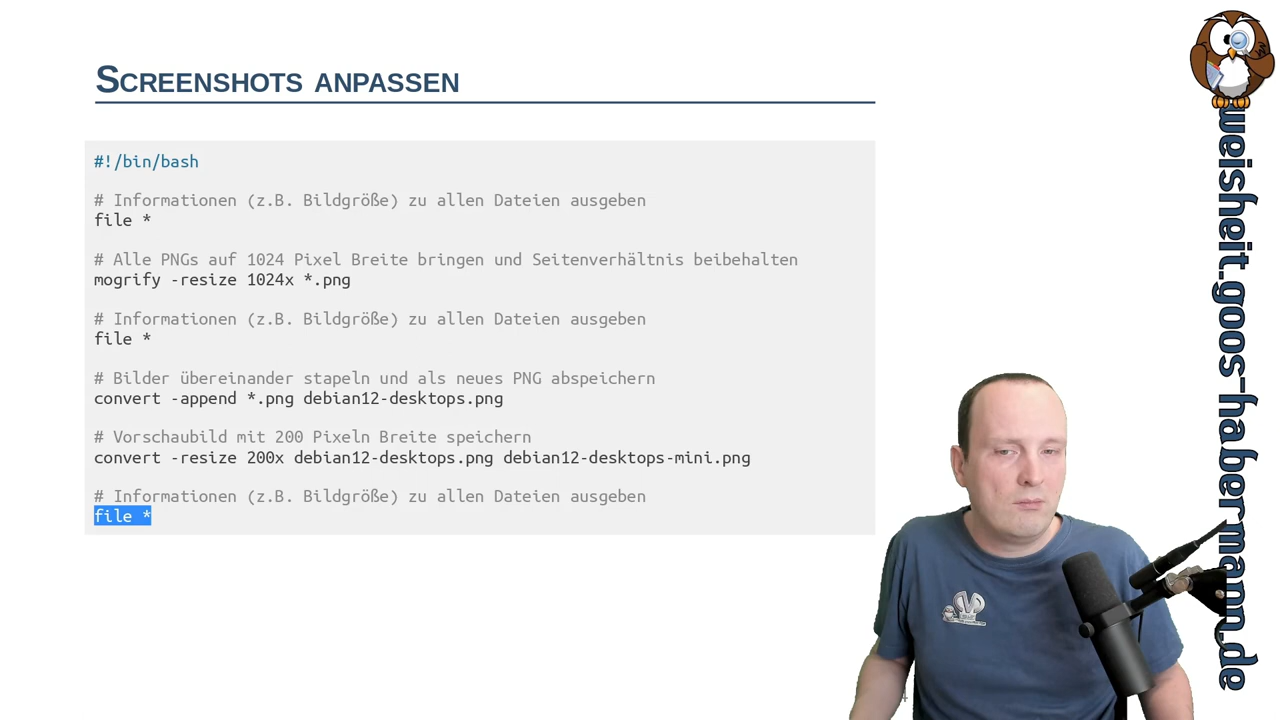 Screenshots anpassen
#!/bin/bash
# Informationen (z.B. Bildgröße) zu allen Dateien ausgeben
file *
# Alle PNGs auf 1024 Pixel Breite bringen und Seitenverhältnis beibehalten
mogrify -resize 1024x *.png
# Informationen (z.B. Bildgröße) zu allen Dateien ausgeben
file *
# Bilder übereinander stapeln und als neues PNG abspeichern
convert -append *.png debian12-desktops.png
# Vorschaubild mit 200 Pixeln Breite speichern
convert -resize 200x debian12-desktops.png debian12-desktops-mini.png
# Informationen (z.B. Bildgröße) zu allen Dateien ausgeben
file *
weisheit.goos-habermann.de